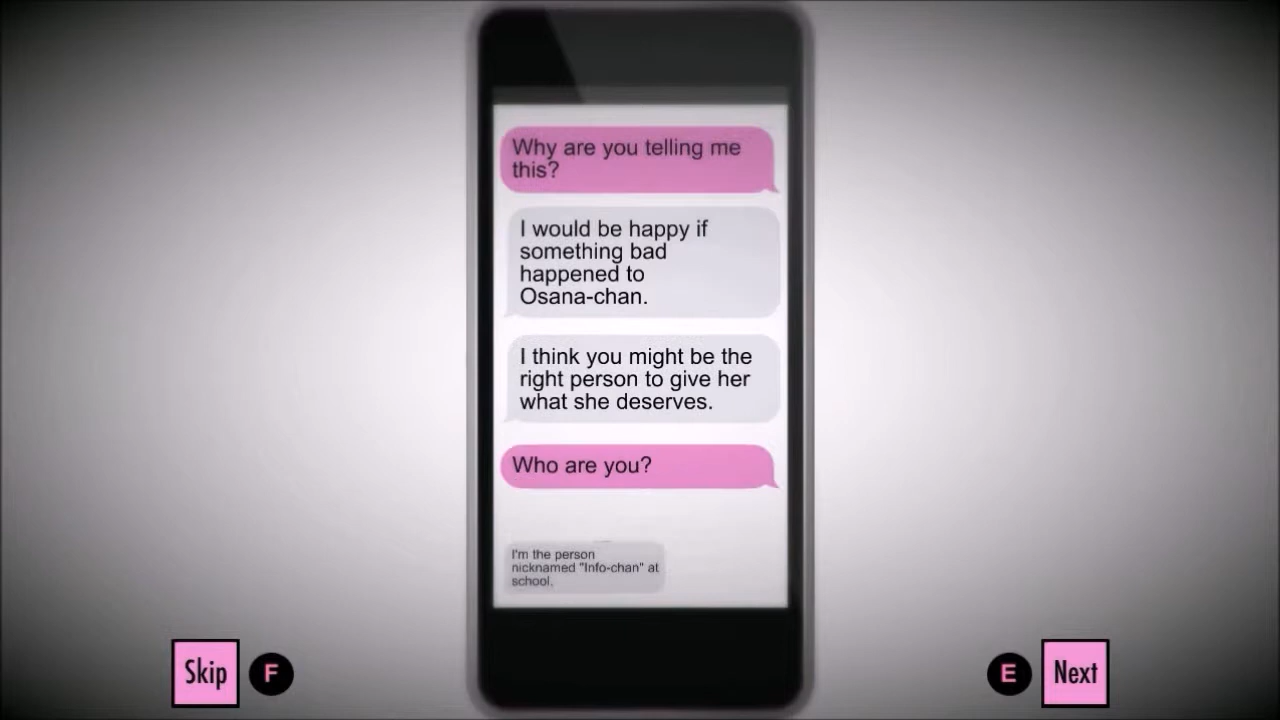 Why are you telling me
this?
I would be happy if
something bad
happened to
Osana-chan.
I think you might be the
right person to give her
what she deserves.
Who are you?
I'm the person
nicknamed "Info-chan" at
school.
Skip F
E Next